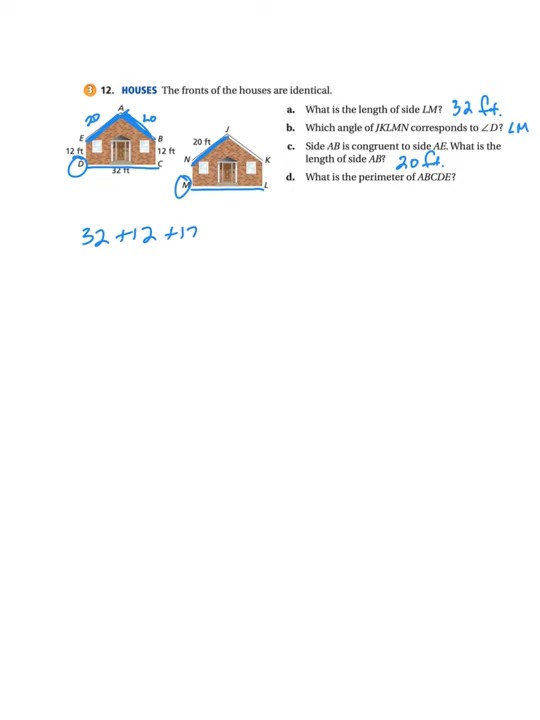 3 12. HOUSES The fronts of the houses are identical.
a. What is the length of side LM? 32 ft.
b. Which angle of JKLMN corresponds to ∠D? LM
c. Side AB is congruent to side AE. What is the
length of side AB? 20 ft.
d. What is the perimeter of ABCDE?
A
20 20
E B
12 ft 12 ft
D C
32 ft
J
20 ft
N K
M L
32 + 12 + 12